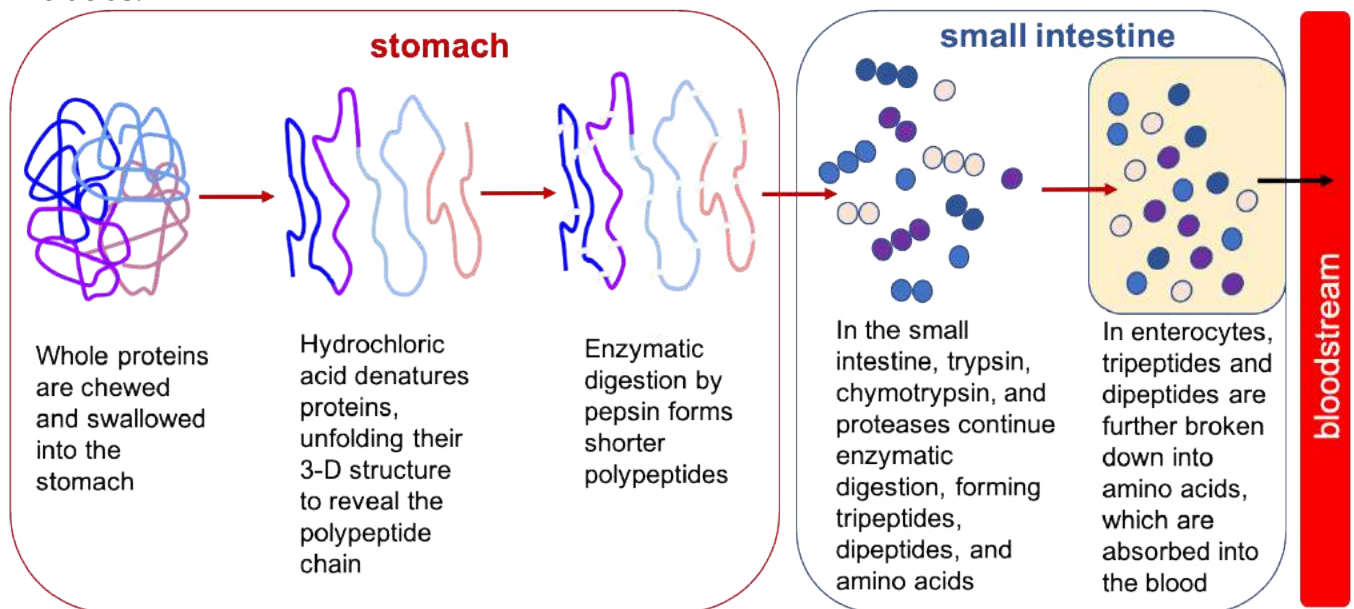 stomach
small intestine
Whole proteins
are chewed
and swallowed
into the
stomach
Hydrochloric
acid denatures
proteins,
unfolding their
3-D structure
to reveal the
polypeptide
chain
Enzymatic
digestion by
pepsin forms
shorter
polypeptides
In the small
intestine, trypsin,
chymotrypsin, and
proteases continue
enzymatic
digestion, forming
tripeptides,
dipeptides, and
amino acids
In enterocytes,
tripeptides and
dipeptides are
further broken
down into
amino acids,
which are
absorbed into
the blood
bloodstream